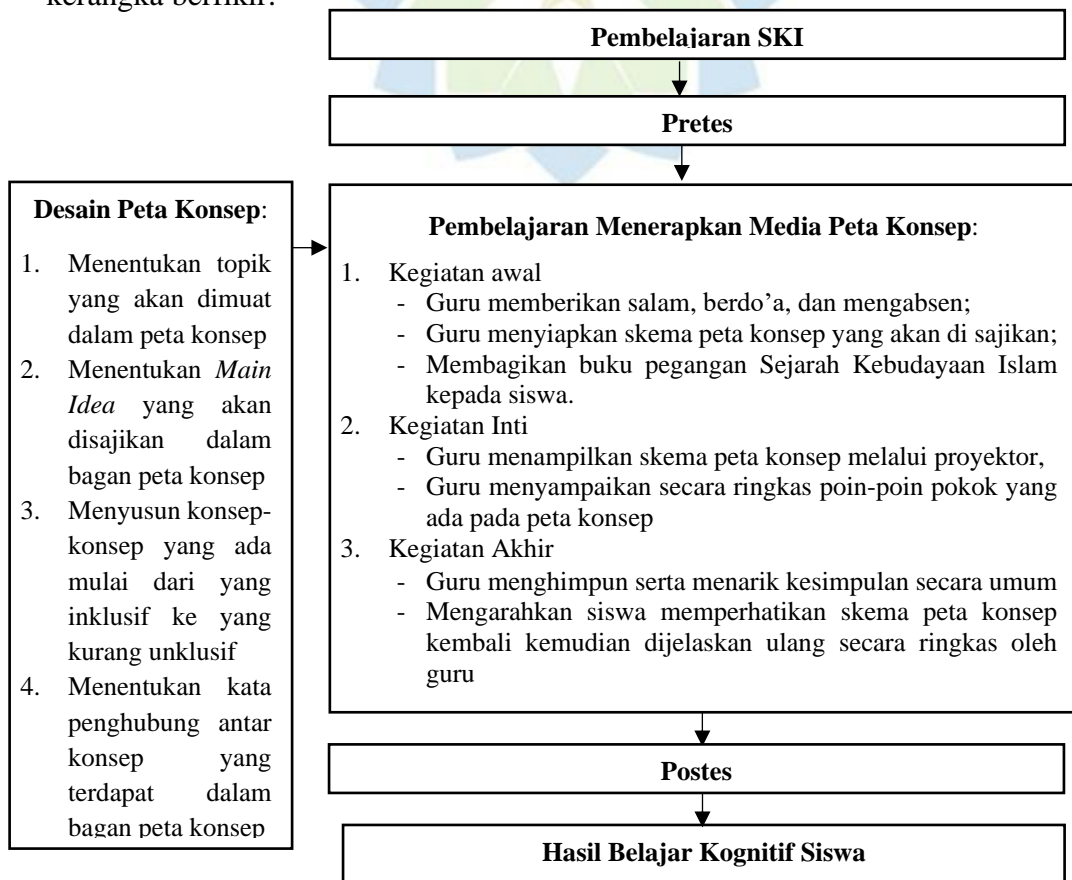 kerangka berfikir:
Pembelajaran SKI
Pretes
Desain Peta Konsep:
1. Menentukan topik
yang akan dimuat
dalam peta konsep
2. Menentukan Main
Idea yang akan
disajikan dalam
bagan peta konsep
3. Menyusun konsep-
konsep yang ada
mulai dari yang
inklusif ke yang
kurang unklusif
4. Menentukan kata
penghubung antar
konsep yang
terdapat dalam
bagan peta konsep
Pembelajaran Menerapkan Media Peta Konsep:
1. Kegiatan awal
- Guru memberikan salam, berdo’a, dan mengabsen;
- Guru menyiapkan skema peta konsep yang akan di sajikan;
- Membagikan buku pegangan Sejarah Kebudayaan Islam
kepada siswa.
2. Kegiatan Inti
- Guru menampilkan skema peta konsep melalui proyektor,
- Guru menyampaikan secara ringkas poin-poin pokok yang
ada pada peta konsep
3. Kegiatan Akhir
- Guru menghimpun serta menarik kesimpulan secara umum
- Mengarahkan siswa memperhatikan skema peta konsep
kembali kemudian dijelaskan ulang secara ringkas oleh
guru
Postes
Hasil Belajar Kognitif Siswa